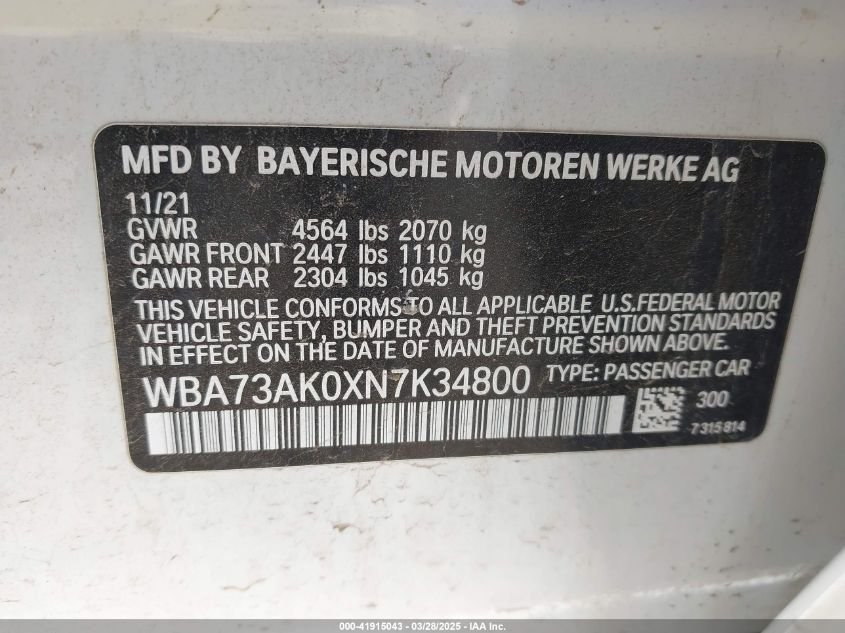 MFD BY BAYERISCHE MOTOREN WERKE AG
11/21
GVWR 4564 lbs 2070 kg
GAWR FRONT 2447 lbs 1110 kg
GAWR REAR 2304 lbs 1045 kg
THIS VEHICLE CONFORMS TO ALL APPLICABLE U.S.FEDERAL MOTOR
VEHICLE SAFETY, BUMPER AND THEFT PREVENTION STANDARDS
IN EFFECT ON THE DATE OF MANUFACTURE SHOWN ABOVE.
WBA73AK0XN7K34800 TYPE: PASSENGER CAR
300
7315814
000-41915043 | 03/28/2025 - IAA Inc.